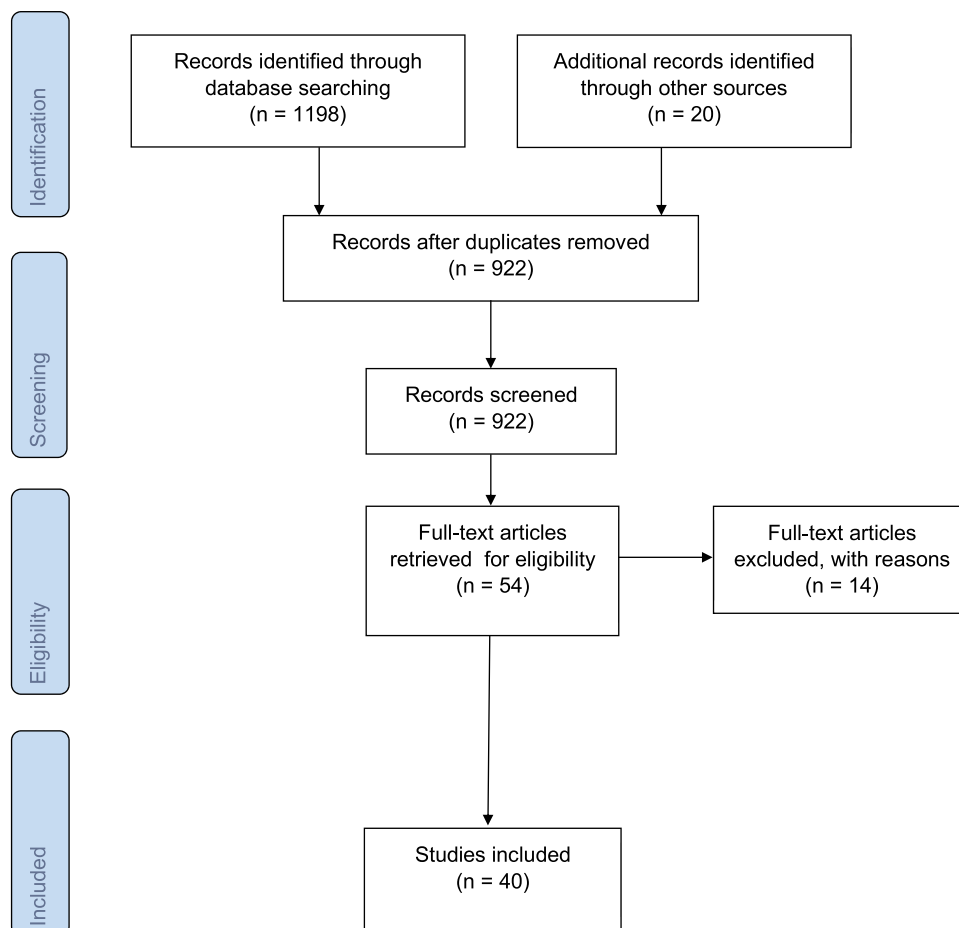 Identification
Records identified through
database searching
(n = 1198)
Additional records identified
through other sources
(n = 20)
Records after duplicates removed
(n = 922)
Screening
Records screened
(n = 922)
Eligibility
Full-text articles
retrieved for eligibility
(n = 54)
Full-text articles
excluded, with reasons
(n = 14)
Included
Studies included
(n = 40)